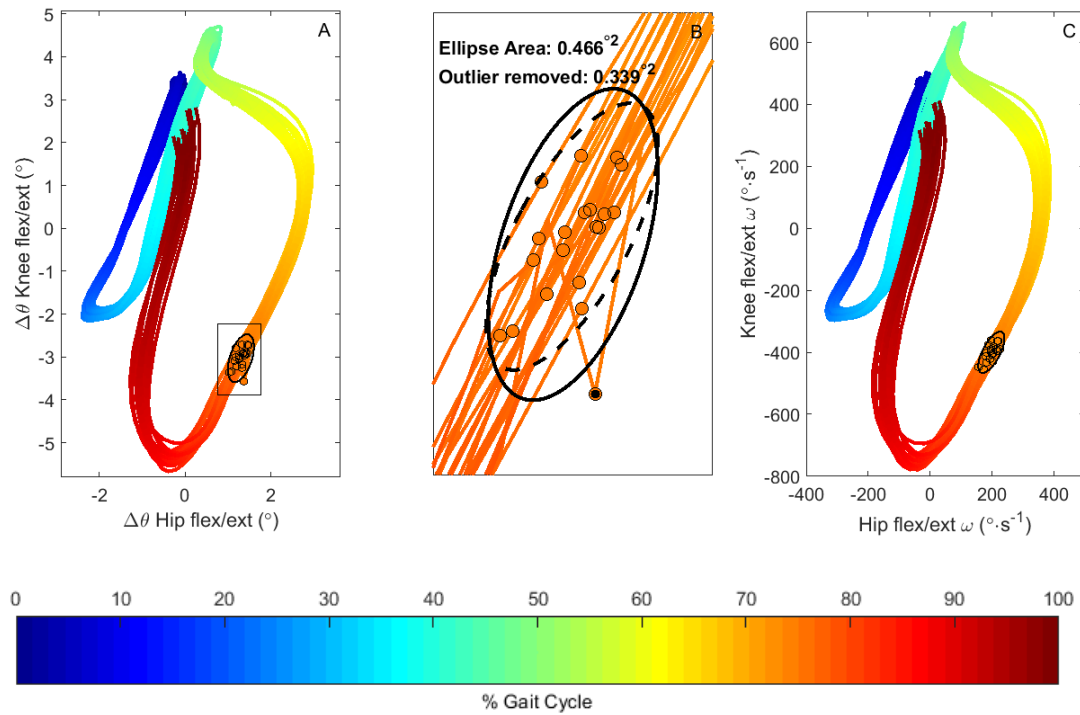 A
5
4
3
2
1
0
-1
-2
-3
-4
-5
Δθ Knee flex/ext (°)
-2 0 2
Δθ Hip flex/ext (°)
B
Ellipse Area: 0.466°²
Outlier removed: 0.339°²
C
600
400
200
0
-200
-400
-600
-800
Knee flex/ext ω (°·s⁻¹)
-400 -200 0 200 400
Hip flex/ext ω (°·s⁻¹)
0 10 20 30 40 50 60 70 80 90 100
% Gait Cycle